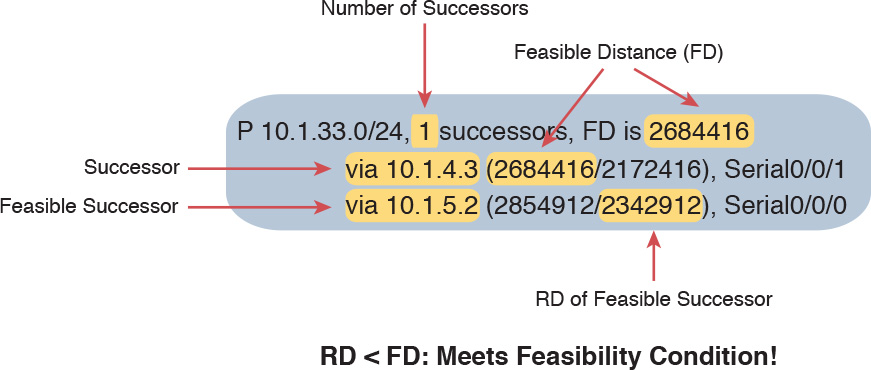 Number of Successors
Feasible Distance (FD)
P 10.1.33.0/24, 1 successors, FD is 2684416
Successor
via 10.1.4.3 (2684416/2172416), Serial0/0/1
Feasible Successor
via 10.1.5.2 (2854912/2342912), Serial0/0/0
RD of Feasible Successor
RD < FD: Meets Feasibility Condition!